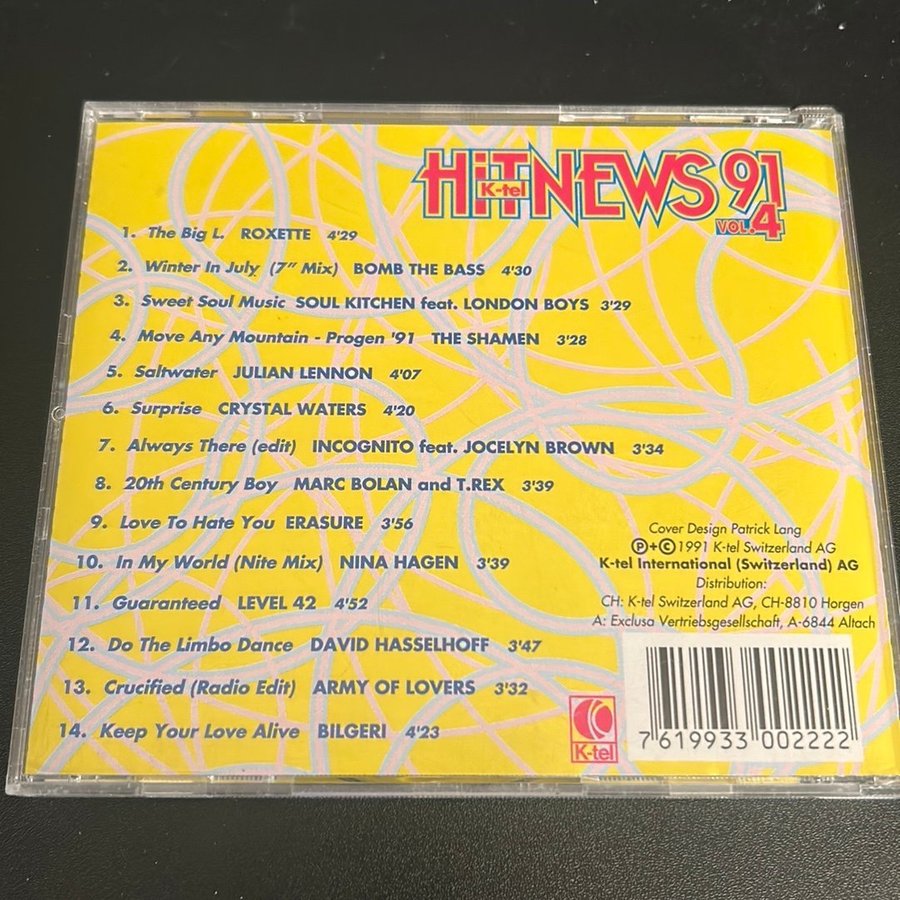 HiTNEWS 91
K-tel
VOL.4
1. The Big L. ROXETTE 4'29
2. Winter In July (7" Mix) BOMB THE BASS 4'30
3. Sweet Soul Music SOUL KITCHEN feat. LONDON BOYS 3'29
4. Move Any Mountain - Progen '91 THE SHAMEN 3'28
5. Saltwater JULIAN LENNON 4'07
6. Surprise CRYSTAL WATERS 4'20
7. Always There (edit) INCOGNITO feat. JOCELYN BROWN 3'34
8. 20th Century Boy MARC BOLAN and T.REX 3'39
9. Love To Hate You ERASURE 3'56
10. In My World (Nite Mix) NINA HAGEN 3'39
11. Guaranteed LEVEL 42 4'52
12. Do The Limbo Dance DAVID HASSELHOFF 3'47
13. Crucified (Radio Edit) ARMY OF LOVERS 3'32
14. Keep Your Love Alive BILGERI 4'23
Cover Design Patrick Lang
Ⓟ+© 1991 K-tel Switzerland AG
K-tel International (Switzerland) AG
Distribution:
CH: K-tel Switzerland AG, CH-8810 Horgen
A: Exclusa Vertriebsgesellschaft, A-6844 Altach
K-tel
7 619933 002222